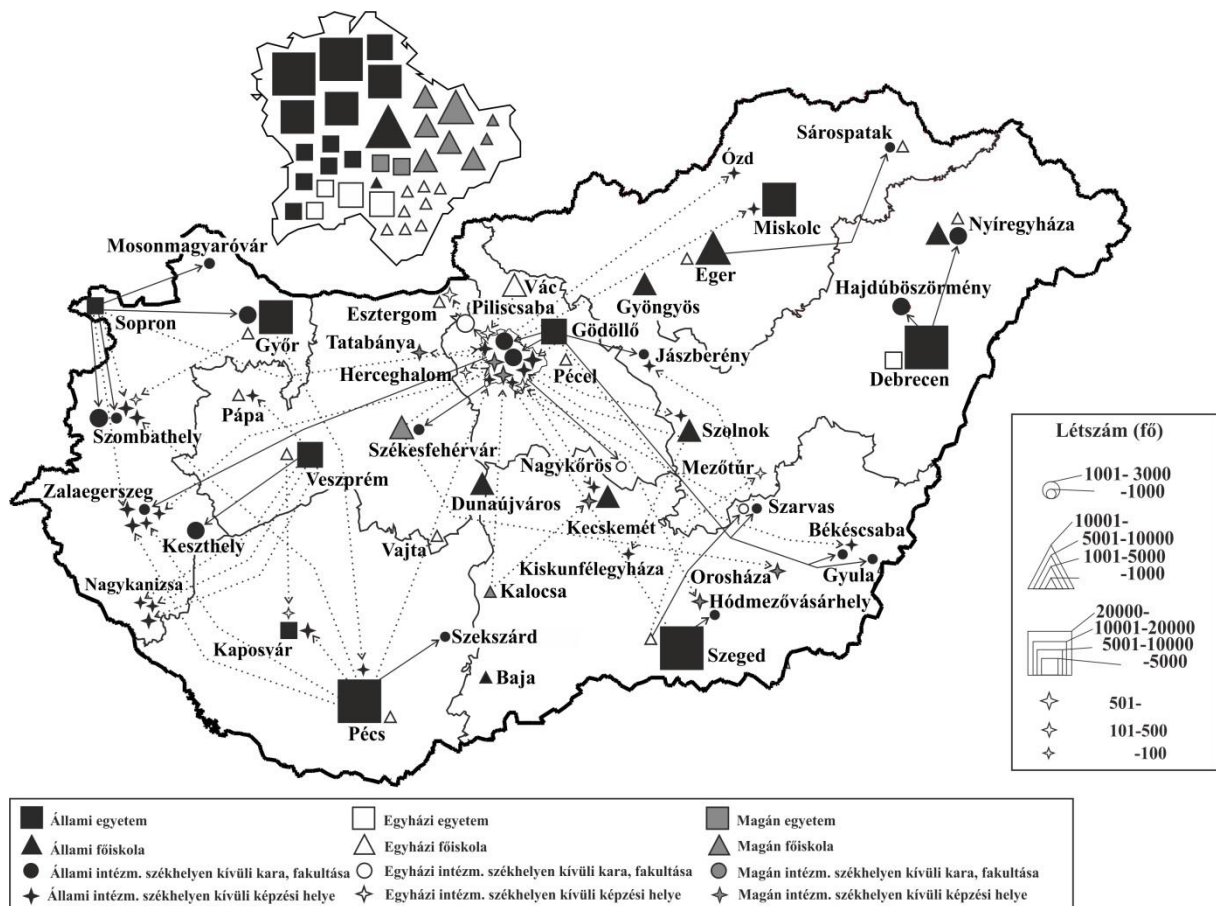 Sárospatak
Ózd
Miskolc
Mosonmagyaróvár
Nyíregyháza
Eger
Vác
Hajdúböszörmény
Esztergom
Piliscsaba
Gyöngyös
Sopron
Gödöllő
Győr
Tatabánya
Jászberény
Herceghalom
Pécel
Debrecen
Pápa
Szombathely
Székesfehérvár
Szolnok
Létszám (fő)
Veszprém
Nagykőrös
Mezőtúr
1001- 3000
-1000
Zalaegerszeg
Dunaújváros
Szarvas
Kecskemét
Békéscsaba
10001-
5001-10000
1001-5000
-1000
Keszthely
Vajta
Kiskunfélegyháza
Gyula
Nagykanizsa
Orosháza
Kalocsa
Hódmezővásárhely
20000-
10001-20000
5001-10000
-5000
Kaposvár
Szekszárd
Szeged
Baja
501-
101-500
-100
Pécs
Állami egyetem
Egyházi egyetem
Magán egyetem
Állami főiskola
Egyházi főiskola
Magán főiskola
Állami intézm. székhelyen kívüli kara, fakultása
Egyházi intézm. székhelyen kívüli kara, fakultása
Magán intézm. székhelyen kívüli kara, fakultása
Állami intézm. székhelyen kívüli képzési helye
Egyházi intézm. székhelyen kívüli képzési helye
Magán intézm. székhelyen kívüli képzési helye